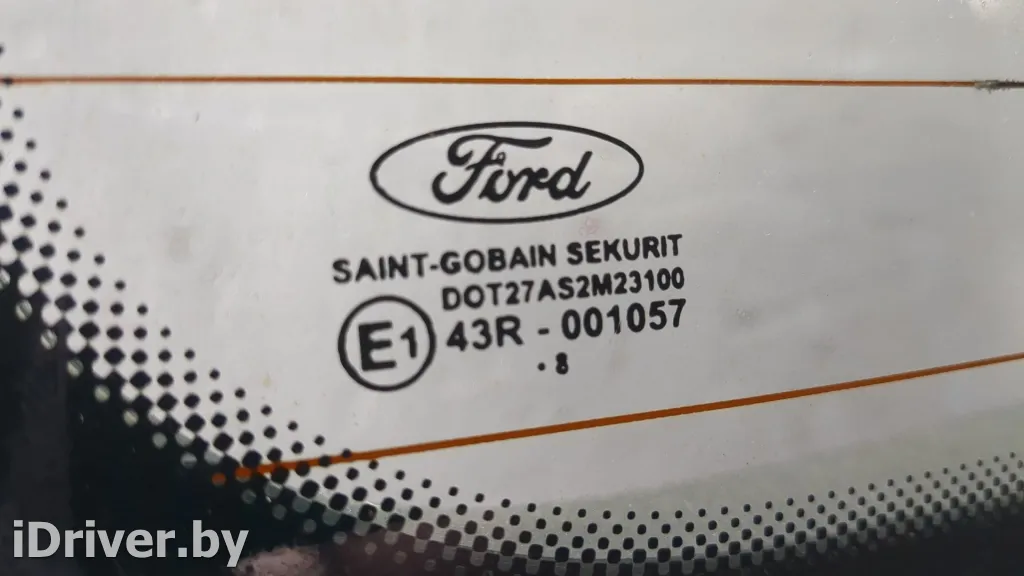 Ford
SAINT-GOBAIN SEKURIT
DOT27AS2M23100
E1 43R - 001057
. 8
iDriver.by